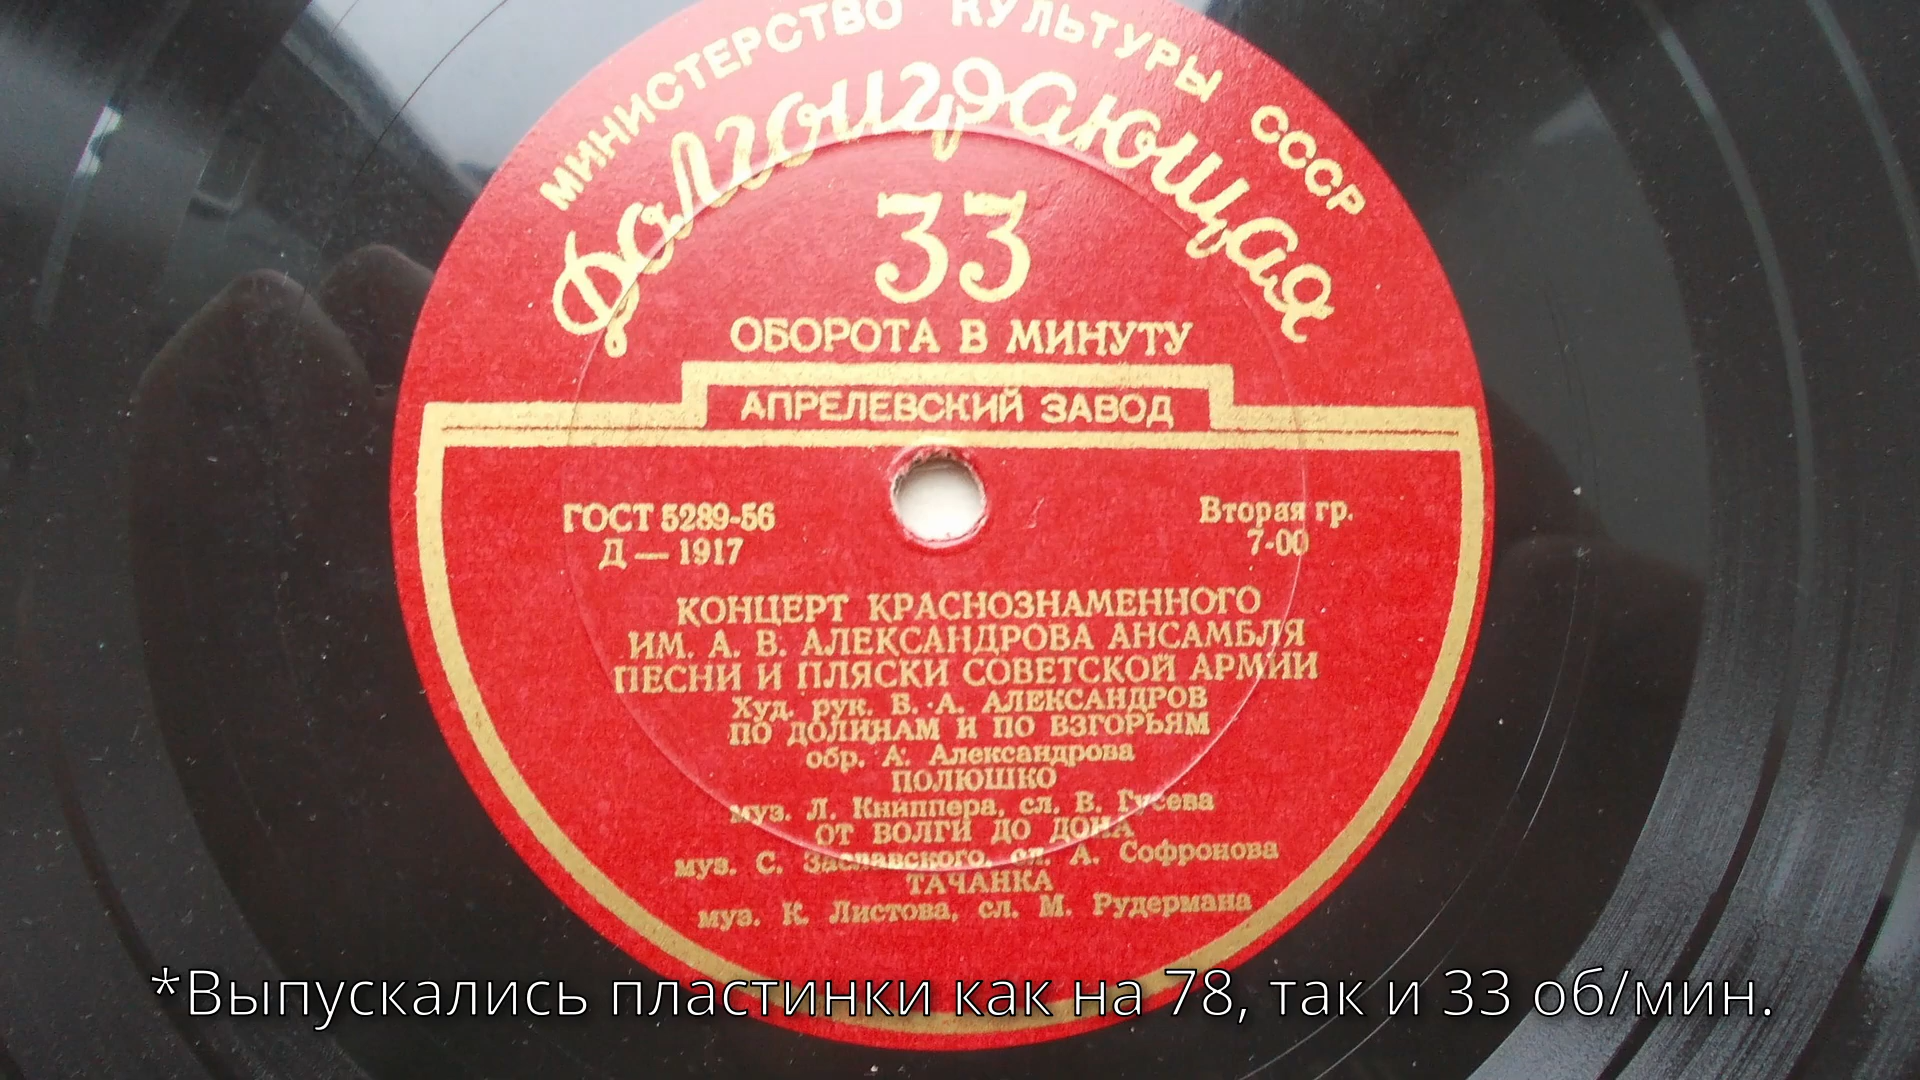 МИНИСТЕРСТВО КУЛЬТУРЫ СССР
Долгоиграющая
33
ОБОРОТА В МИНУТУ
АПРЕЛЕВСКИЙ ЗАВОД
ГОСТ 5289-56
Д — 1917
Вторая гр.
7-00
КОНЦЕРТ КРАСНОЗНАМЕННОГО
ИМ. А. В. АЛЕКСАНДРОВА АНСАМБЛЯ
ПЕСНИ И ПЛЯСКИ СОВЕТСКОЙ АРМИИ
Худ. рук. Б. А. АЛЕКСАНДРОВ
ПО ДОЛИНАМ И ПО ВЗГОРЬЯМ
обр. А. Александрова
ПОЛЮШКО
муз. Л. Книппера, сл. В. Гусева
ОТ ВОЛГИ ДО ДОНА
муз. С. Заславского, сл. А. Софронова
ТАЧАНКА
муз. К. Листова, сл. М. Рудермана
*Выпускались пластинки как на 78, так и 33 об/мин.